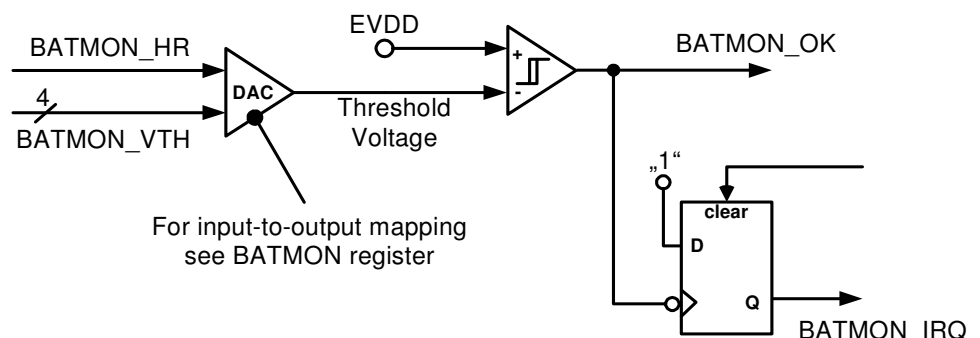 EVDD
BATMON_HR
BATMON_OK
+
DAC
4
-
Threshold
Voltage
BATMON_VTH
„1“
For input-to-output mapping
see BATMON register
clear
D
Q
BATMON_IRQ